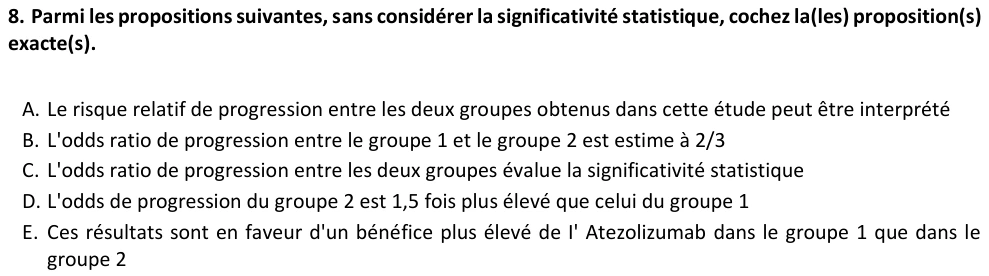 8. Parmi les propositions suivantes, sans considérer la significativité statistique, cochez la(les) proposition(s)
exacte(s).
A. Le risque relatif de progression entre les deux groupes obtenus dans cette étude peut être interprété
B. L'odds ratio de progression entre le groupe 1 et le groupe 2 est estime à 2/3
C. L'odds ratio de progression entre les deux groupes évalue la significativité statistique
D. L'odds de progression du groupe 2 est 1,5 fois plus élevé que celui du groupe 1
E. Ces résultats sont en faveur d'un bénéfice plus élevé de l' Atezolizumab dans le groupe 1 que dans le
groupe 2